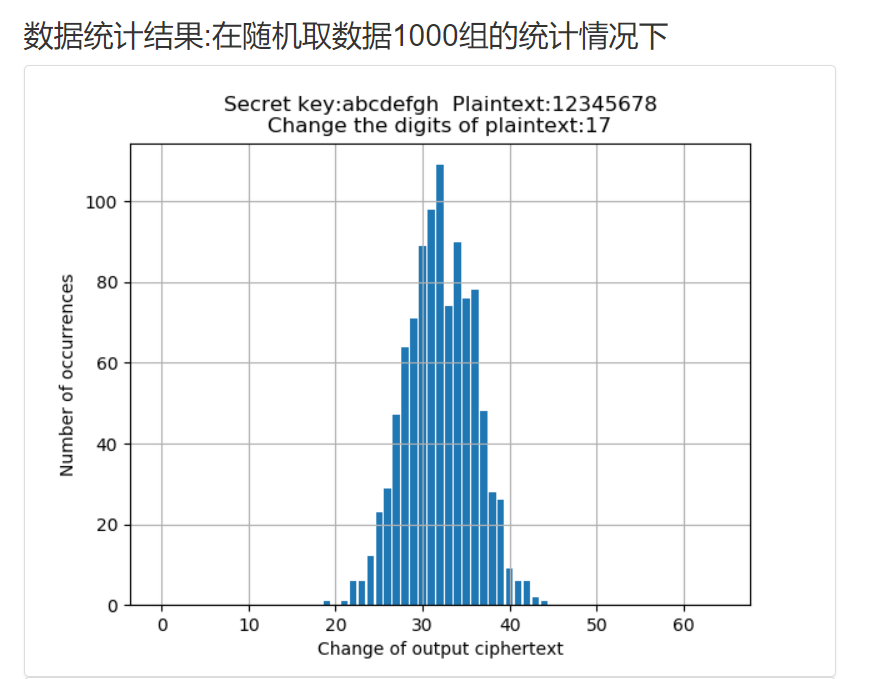 数据统计结果:在随机取数据1000组的统计情况下
Secret key:abcdefgh  Plaintext:12345678
Change the digits of plaintext:17
100
80
60
40
20
0
Number of occurrences
0 10 20 30 40 50 60
Change of output ciphertext